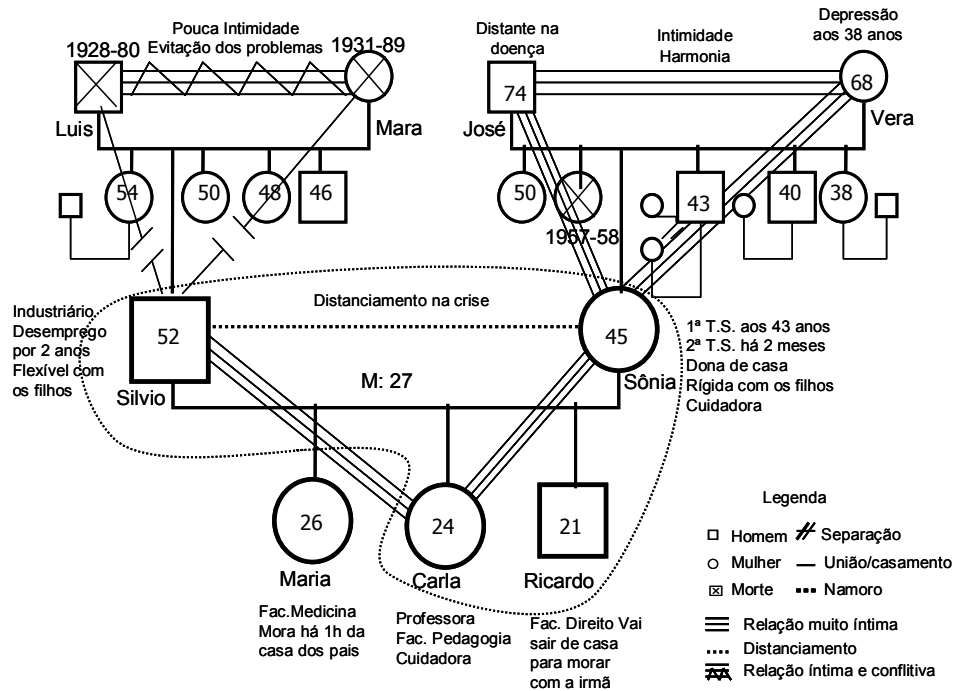 Pouca Intimidade
Evitação dos problemas
1928-80
1931-89
Luis
Mara
Distante na
doença
Intimidade
Harmonia
Depressão
aos 38 anos
74
68
José
Vera
54
50
48
46
50
1957-58
43
40
38
Distanciamento na crise
Industriário
Desemprego
por 2 anos
Flexível com
os filhos
52
Silvio
M: 27
45
Sônia
1ª T.S. aos 43 anos
2ª T.S. há 2 meses
Dona de casa
Rígida com os filhos
Cuidadora
26
Maria
Fac.Medicina
Mora há 1h da
casa dos pais
24
Carla
Professora
Fac. Pedagogia
Cuidadora
21
Ricardo
Fac. Direito Vai
sair de casa
para morar
com a irmã
Legenda
Homem
Separação
Mulher
União/casamento
Morte
Namoro
Relação muito íntima
Distanciamento
Relação íntima e conflitiva